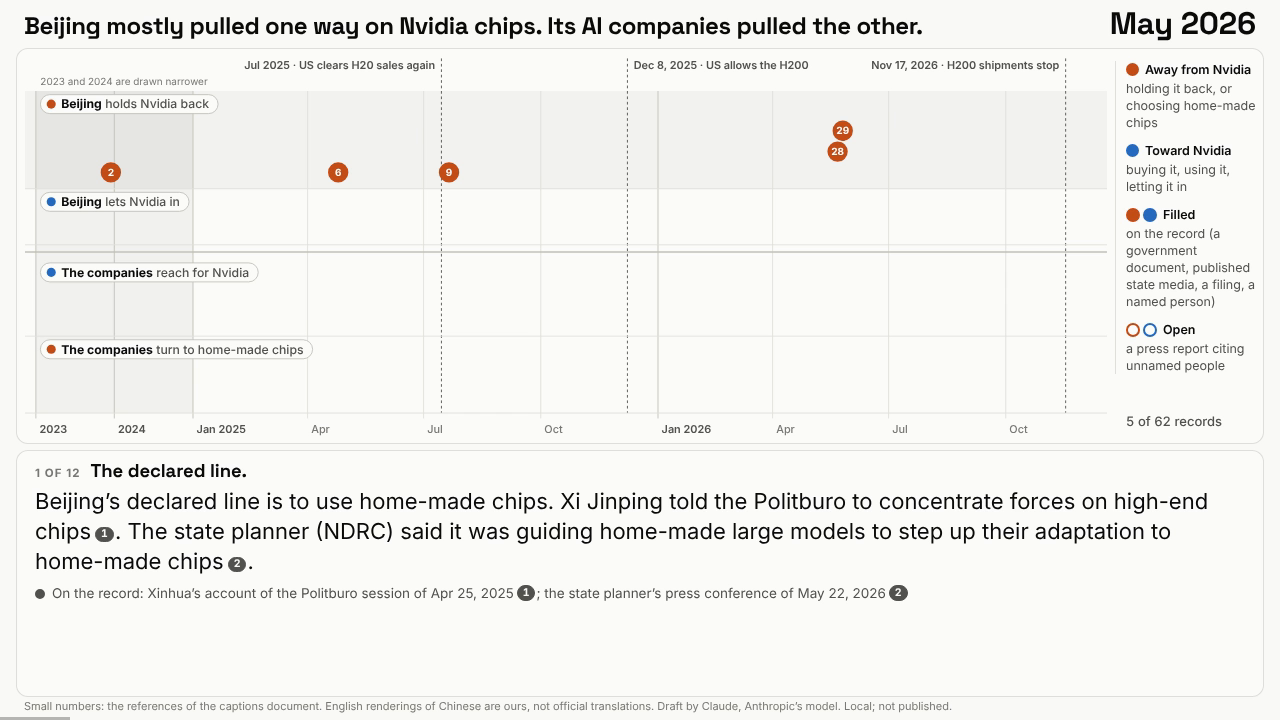 Beijing mostly pulled one way on Nvidia chips. Its AI companies pulled the other.
May 2026
Jul 2025 · US clears H20 sales again
Dec 8, 2025 · US allows the H200
Nov 17, 2026 · H200 shipments stop
2023 and 2024 are drawn narrower
Beijing holds Nvidia back
29
28
2
6
9
Beijing lets Nvidia in
The companies reach for Nvidia
The companies turn to home-made chips
2023
2024
Jan 2025
Apr
Jul
Oct
Jan 2026
Apr
Jul
Oct
Away from Nvidia
holding it back, or
choosing home-made
chips
Toward Nvidia
buying it, using it,
letting it in
Filled
on the record (a
government
document, published
state media, a filing, a
named person)
Open
a press report citing
unnamed people
5 of 62 records
1 OF 12 The declared line.
Beijing’s declared line is to use home-made chips. Xi Jinping told the Politburo to concentrate forces on high-end
chips 1. The state planner (NDRC) said it was guiding home-made large models to step up their adaptation to
home-made chips 2.
On the record: Xinhua’s account of the Politburo session of Apr 25, 2025 1; the state planner’s press conference of May 22, 2026 2
Small numbers: the references of the captions document. English renderings of Chinese are ours, not official translations. Draft by Claude, Anthropic’s model. Local; not published.